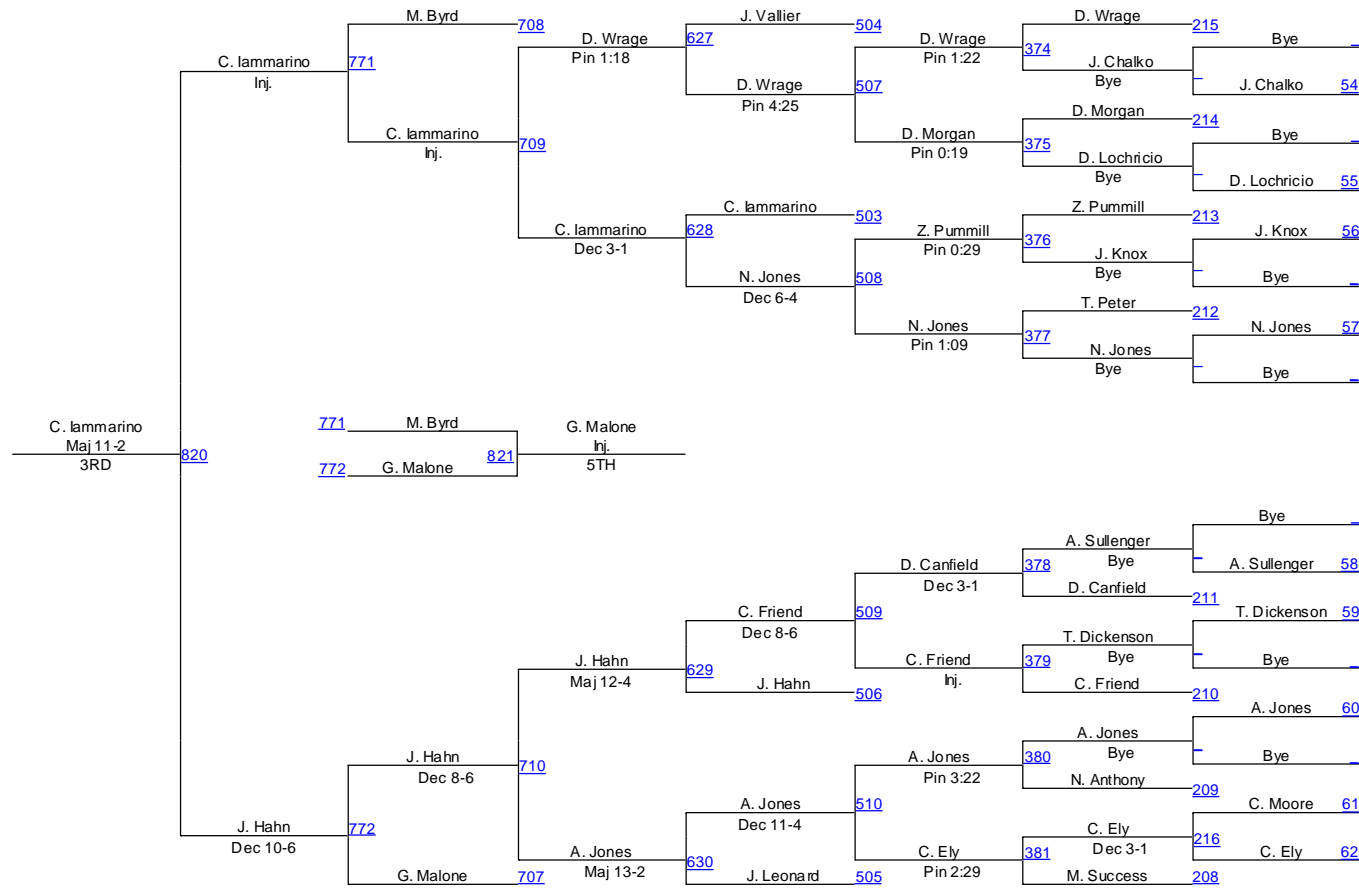 M. Byrd 708
J. Vallier 504
D. Wrage 215
D. Wrage 627
Pin 1:18
D. Wrage 374
Pin 1:22
Bye
C. Iammarino 771
Inj.
J. Chalko
Bye
D. Wrage 507
Pin 4:25
J. Chalko 54
D. Morgan 214
C. Iammarino 709
Inj.
D. Morgan 375
Pin 0:19
Bye
D. Lochricio
Bye
D. Lochricio 55
C. Iammarino 503
Z. Pummill 213
C. Iammarino 628
Dec 3-1
Z. Pummill 376
Pin 0:29
J. Knox 56
J. Knox
Bye
N. Jones 508
Dec 6-4
Bye
T. Peter 212
N. Jones 377
Pin 1:09
N. Jones 57
N. Jones
Bye
Bye
C. Iammarino
Maj 11-2
3RD
820
771 M. Byrd
772 G. Malone
821
G. Malone
Inj.
5TH
Bye
A. Sullenger
Bye
D. Canfield 378
Dec 3-1
A. Sullenger 58
D. Canfield 211
C. Friend 509
Dec 8-6
T. Dickenson 59
T. Dickenson
Bye
J. Hahn 629
Maj 12-4
C. Friend 379
Inj.
Bye
J. Hahn 506
C. Friend 210
A. Jones 60
A. Jones
Bye
J. Hahn 710
Dec 8-6
A. Jones 380
Pin 3:22
Bye
N. Anthony 209
A. Jones 510
Dec 11-4
C. Moore 61
J. Hahn 772
Dec 10-6
C. Ely 216
Dec 3-1
A. Jones 630
Maj 13-2
C. Ely 381
Pin 2:29
C. Ely 62
G. Malone 707
J. Leonard 505
M. Success 208